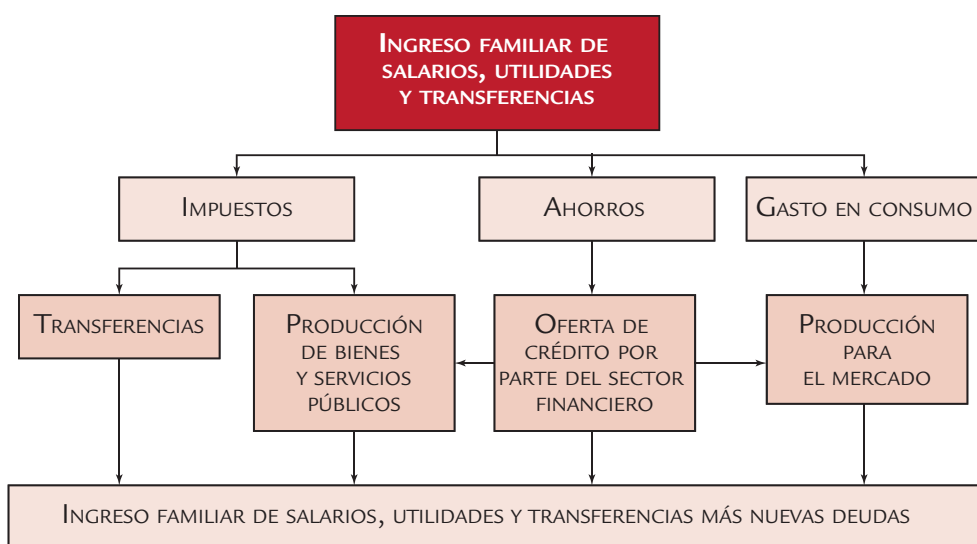 Ingreso familiar de
salarios, utilidades
y transferencias
Impuestos
Ahorros
Gasto en consumo
Transferencias
Producción
de bienes
y servicios
públicos
Oferta de
crédito por
parte del sector
financiero
Producción
para
el mercado
Ingreso familiar de salarios, utilidades y transferencias más nuevas deudas